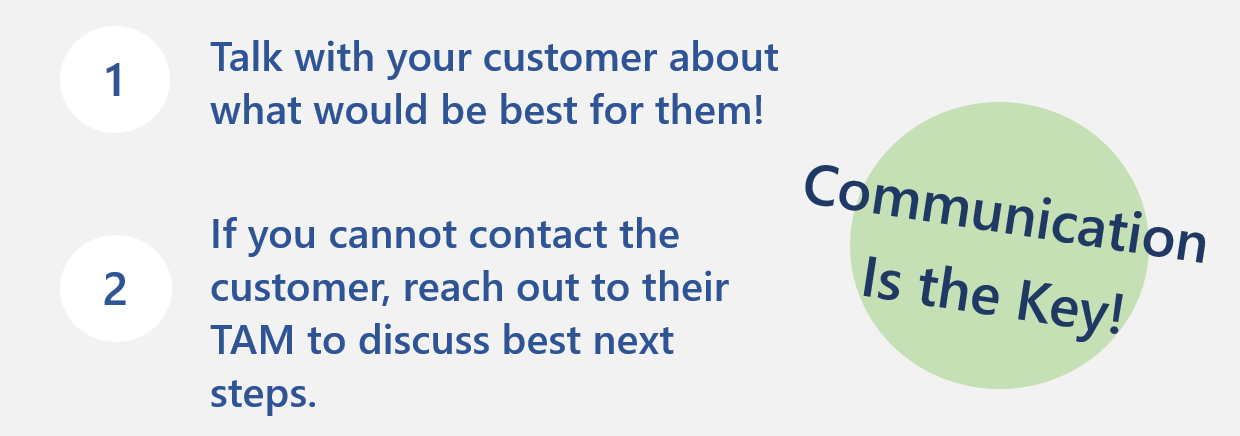 1
Talk with your customer about
what would be best for them!
2
If you cannot contact the
customer, reach out to their
TAM to discuss best next
steps.
Communication
Is the Key!